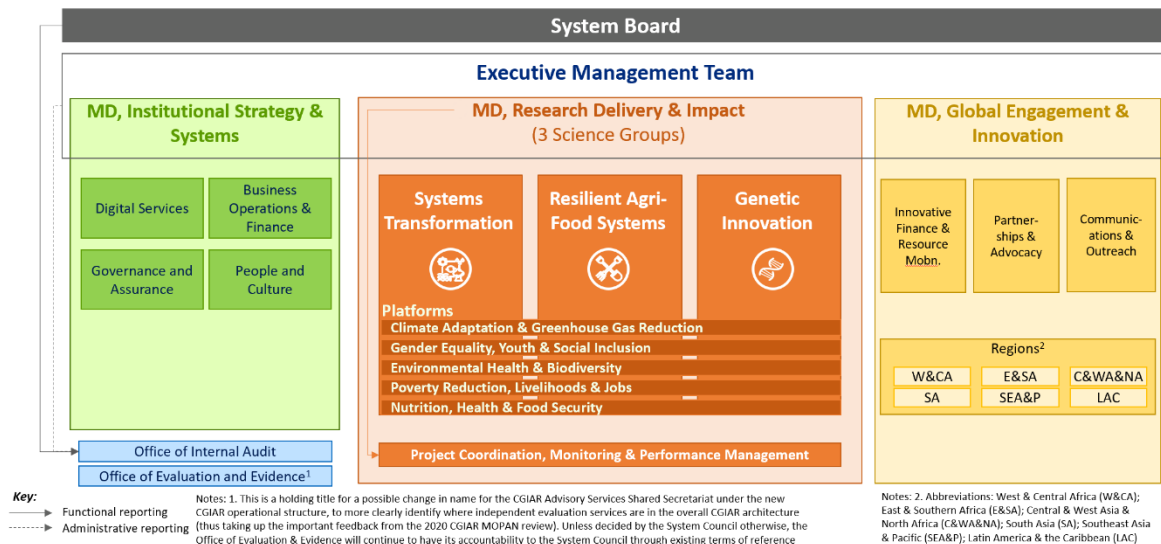 System Board
Executive Management Team
MD, Institutional Strategy &
Systems
Digital Services
Business
Operations &
Finance
Governance and
Assurance
People and
Culture
MD, Research Delivery & Impact
(3 Science Groups)
Systems
Transformation
Resilient Agri-
Food Systems
Genetic
Innovation
Platforms
Climate Adaptation & Greenhouse Gas Reduction
Gender Equality, Youth & Social Inclusion
Environmental Health & Biodiversity
Poverty Reduction, Livelihoods & Jobs
Nutrition, Health & Food Security
Project Coordination, Monitoring & Performance Management
MD, Global Engagement &
Innovation
Innovative
Finance &
Resource
Mobn.
Partner-
ships &
Advocacy
Communic-
ations &
Outreach
Regions2
W&CA
E&SA
C&WA&NA
SA
SEA&P
LAC
Office of Internal Audit
Office of Evaluation and Evidence1
Key:
Functional reporting
Administrative reporting
Notes: 1. This is a holding title for a possible change in name for the CGIAR Advisory Services Shared Secretariat under the new
CGIAR operational structure, to more clearly identify where independent evaluation services are in the overall CGIAR architecture
(thus taking up the important feedback from the 2020 CGIAR MOPAN review). Unless decided by the System Council otherwise, the
Office of Evaluation & Evidence will continue to have its accountability to the System Council through existing terms of reference
Notes: 2. Abbreviations: West & Central Africa (W&CA);
East & Southern Africa (E&SA); Central & West Asia &
North Africa (C&WA&NA); South Asia (SA); Southeast Asia
& Pacific (SEA&P); Latin America & the Caribbean (LAC)